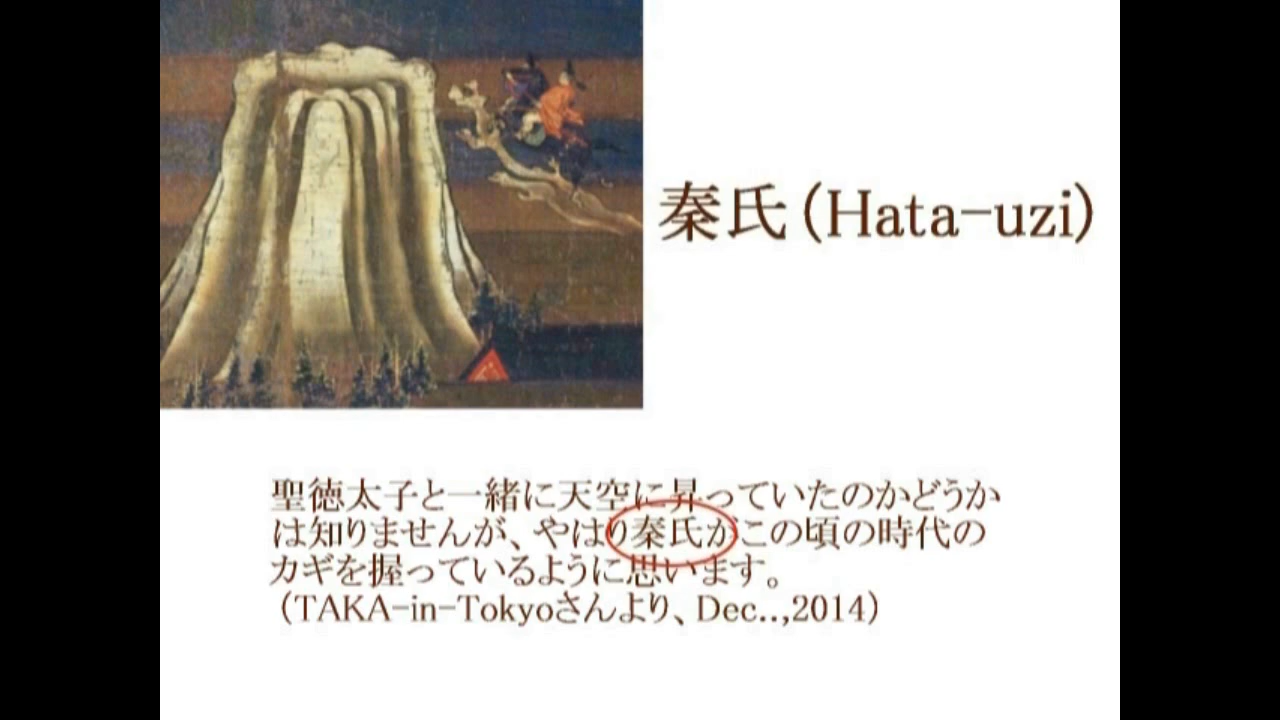 秦氏(Hata-uzi)
聖徳太子と一緒に天空に昇っていたのかどうか
は知りませんが、やはり秦氏がこの頃の時代の
カギを握っているように思います。
(TAKA-in-Tokyoさんより、Dec..,2014)